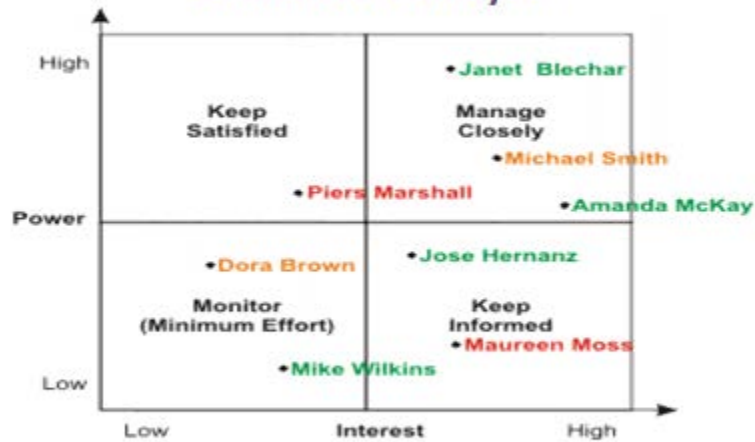 High
Janet Blechar
Keep
Satisfied
Manage
Closely
Michael Smith
Piers Marshall
Amanda McKay
Power
Dora Brown
Jose Hernanz
Monitor
(Minimum Effort)
Keep
Informed
Maureen Moss
Mike Wilkins
Low
Low
Interest
High